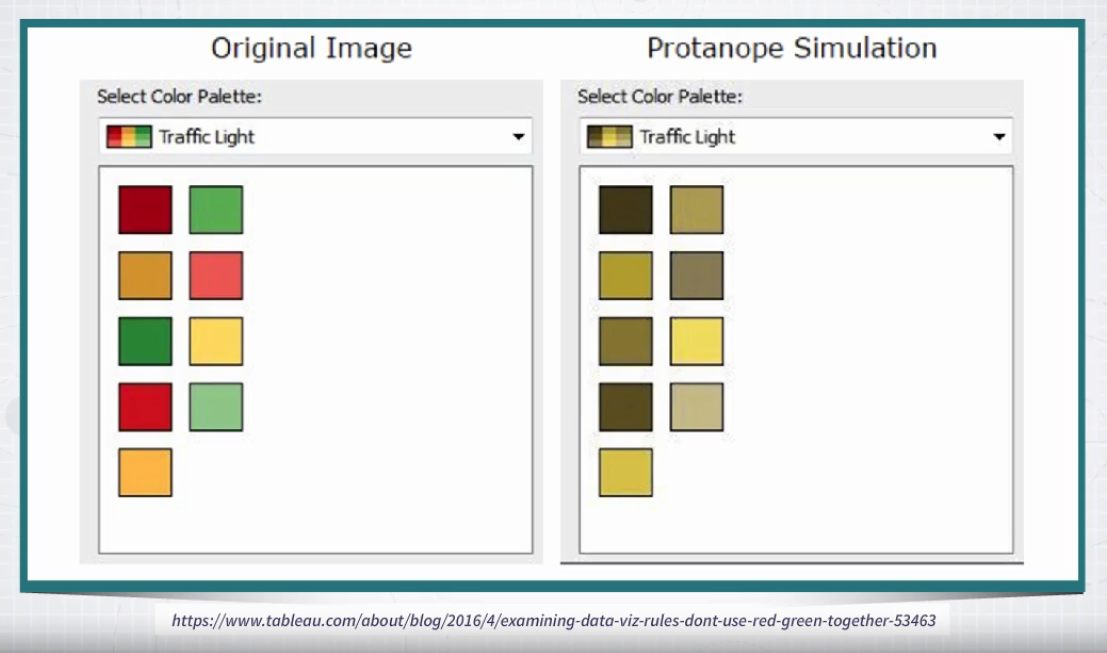 Original Image
Select Color Palette:
Traffic Light
Protanope Simulation
Select Color Palette:
Traffic Light
https://www.tableau.com/about/blog/2016/4/examining-data-viz-rules-dont-use-red-green-together-53463